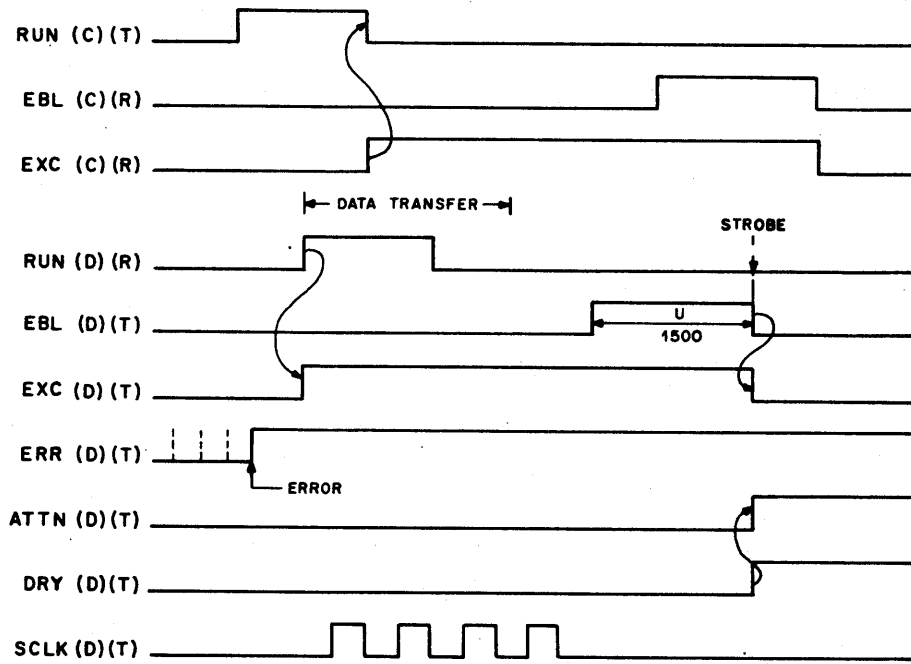 RUN (C)(T)
EBL (C)(R)
EXC (C)(R)
DATA TRANSFER
STROBE
RUN (D)(R)
EBL (D)(T)
U
1500
EXC (D)(T)
ERR (D)(T)
ERROR
ATTN (D)(T)
DRY (D)(T)
SCLK(D)(T)